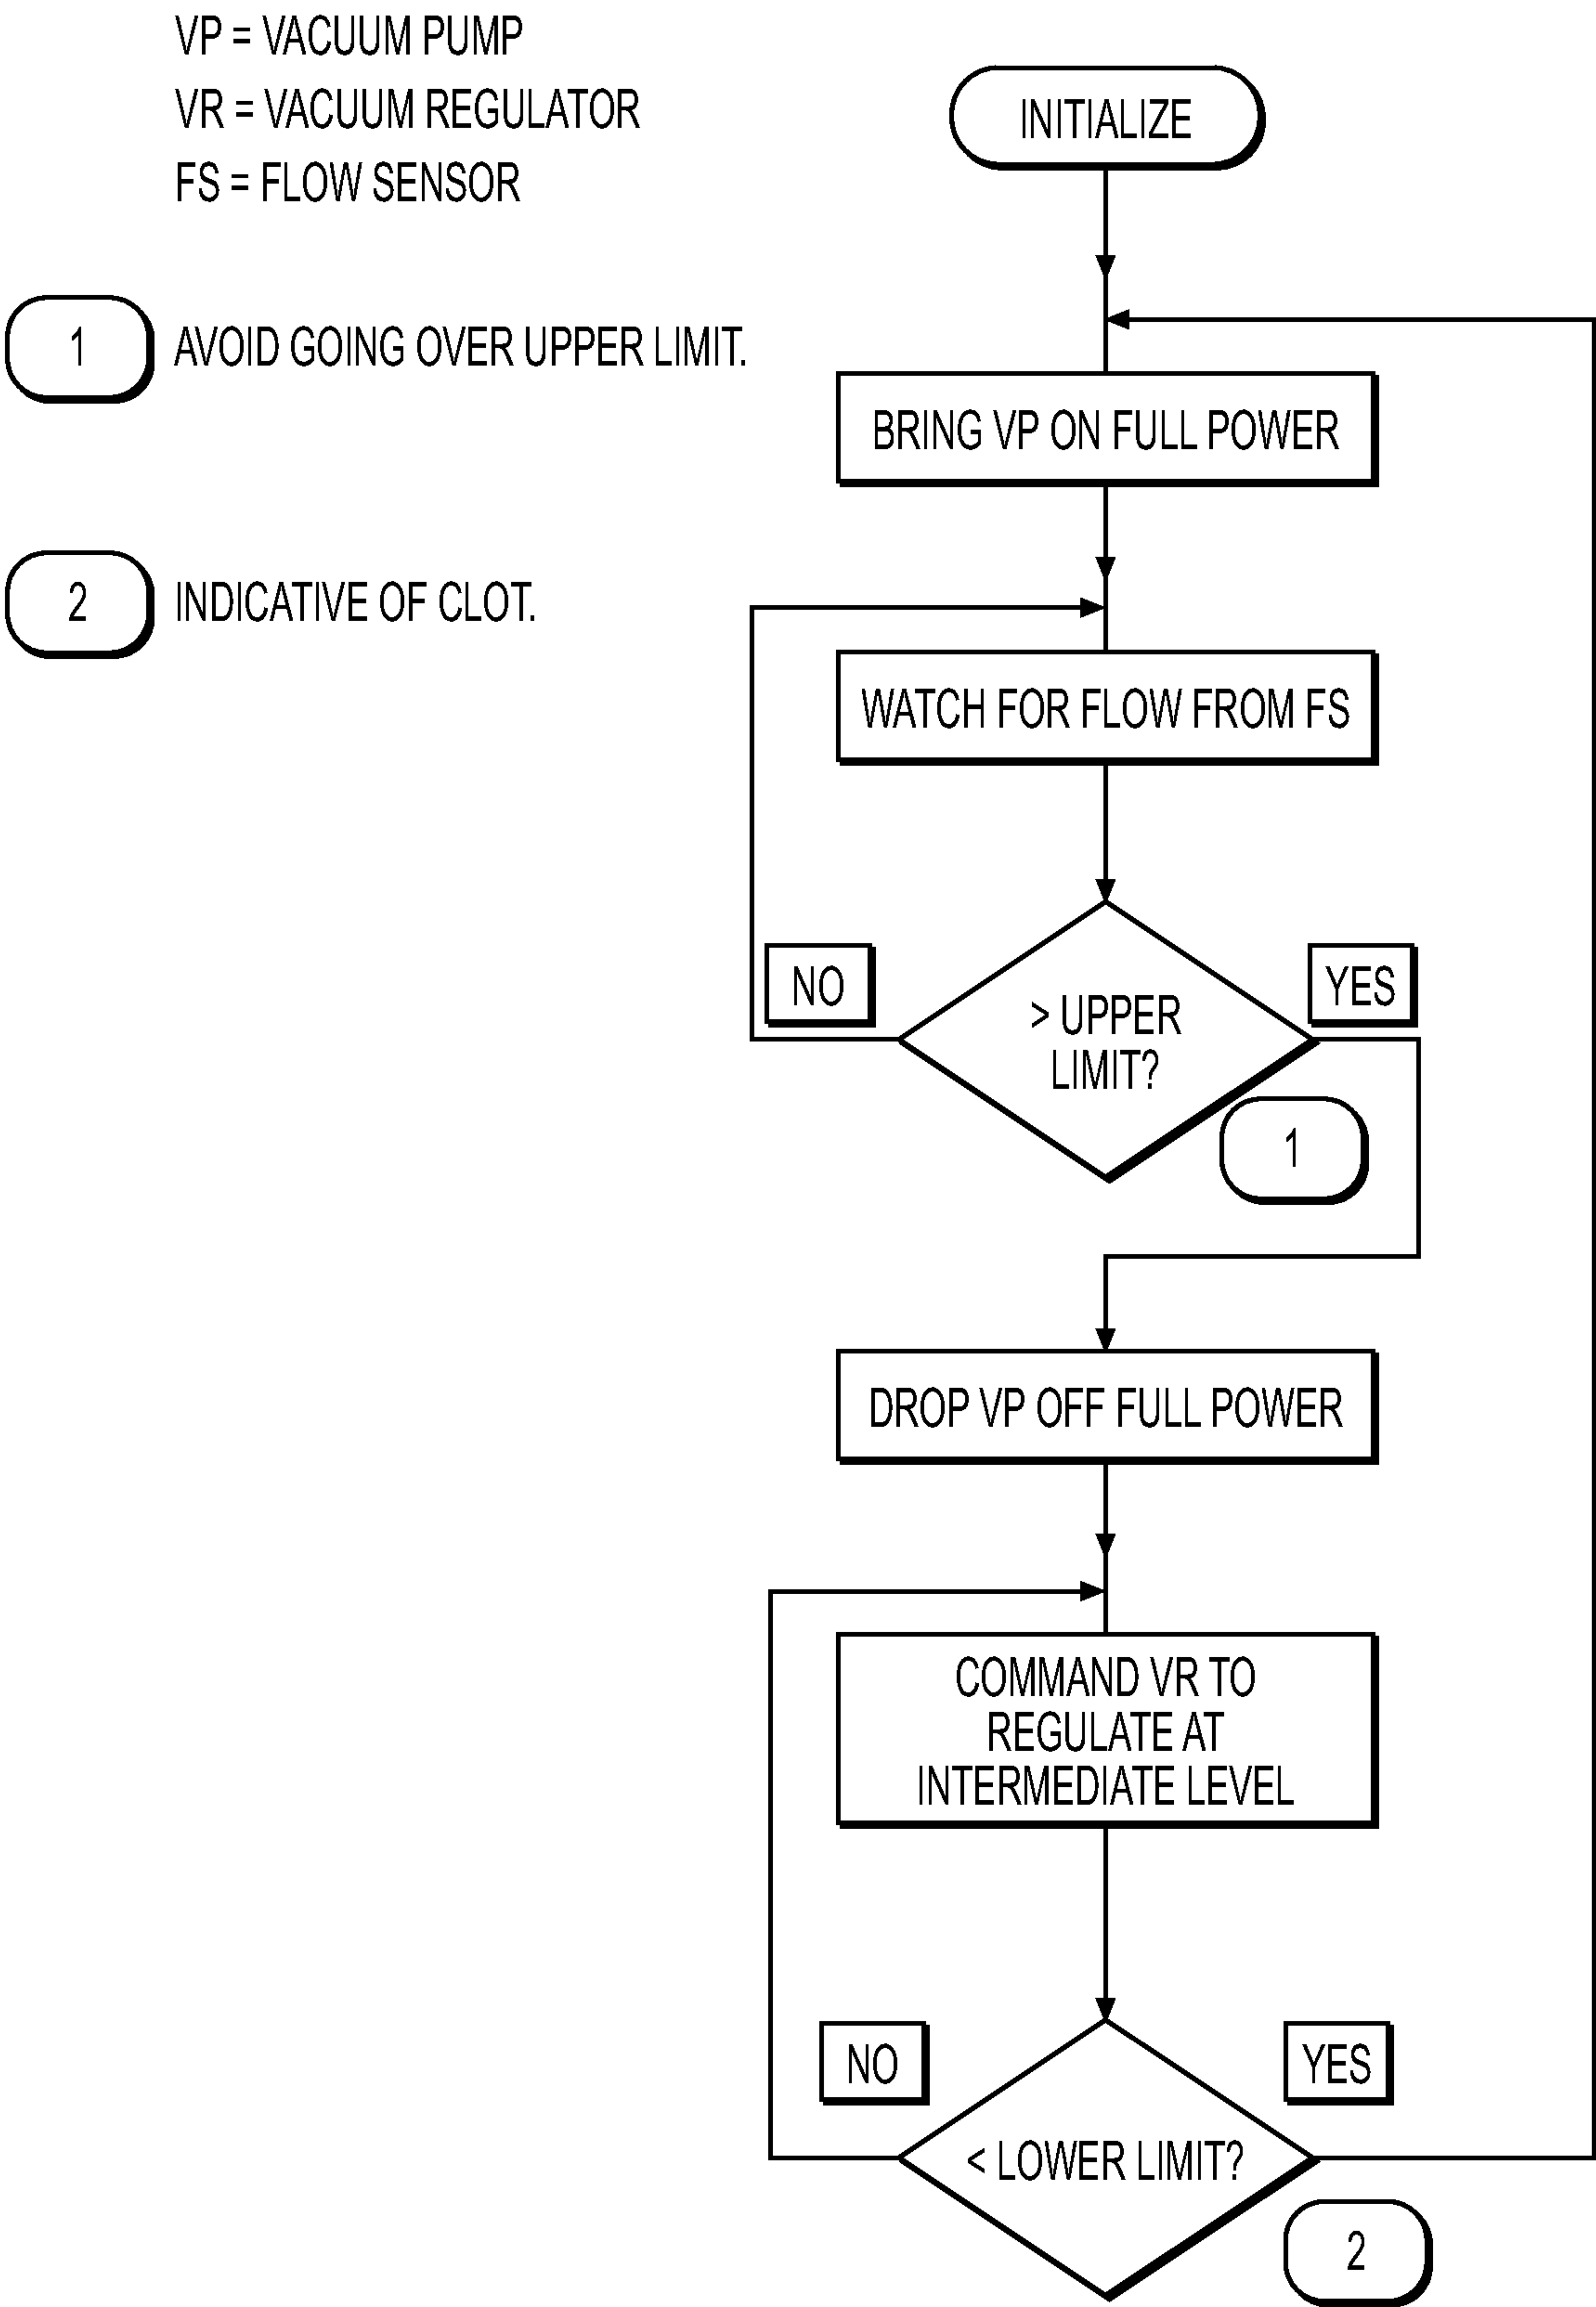 VP = VACUUM PUMP
VR = VACUUM REGULATOR
FS = FLOW SENSOR
1
AVOID GOING OVER UPPER LIMIT.
2
INDICATIVE OF CLOT.
INITIALIZE
BRING VP ON FULL POWER
WATCH FOR FLOW FROM FS
NO
YES
> UPPER
LIMIT?
1
DROP VP OFF FULL POWER
COMMAND VR TO
REGULATE AT
INTERMEDIATE LEVEL
NO
YES
< LOWER LIMIT?
2